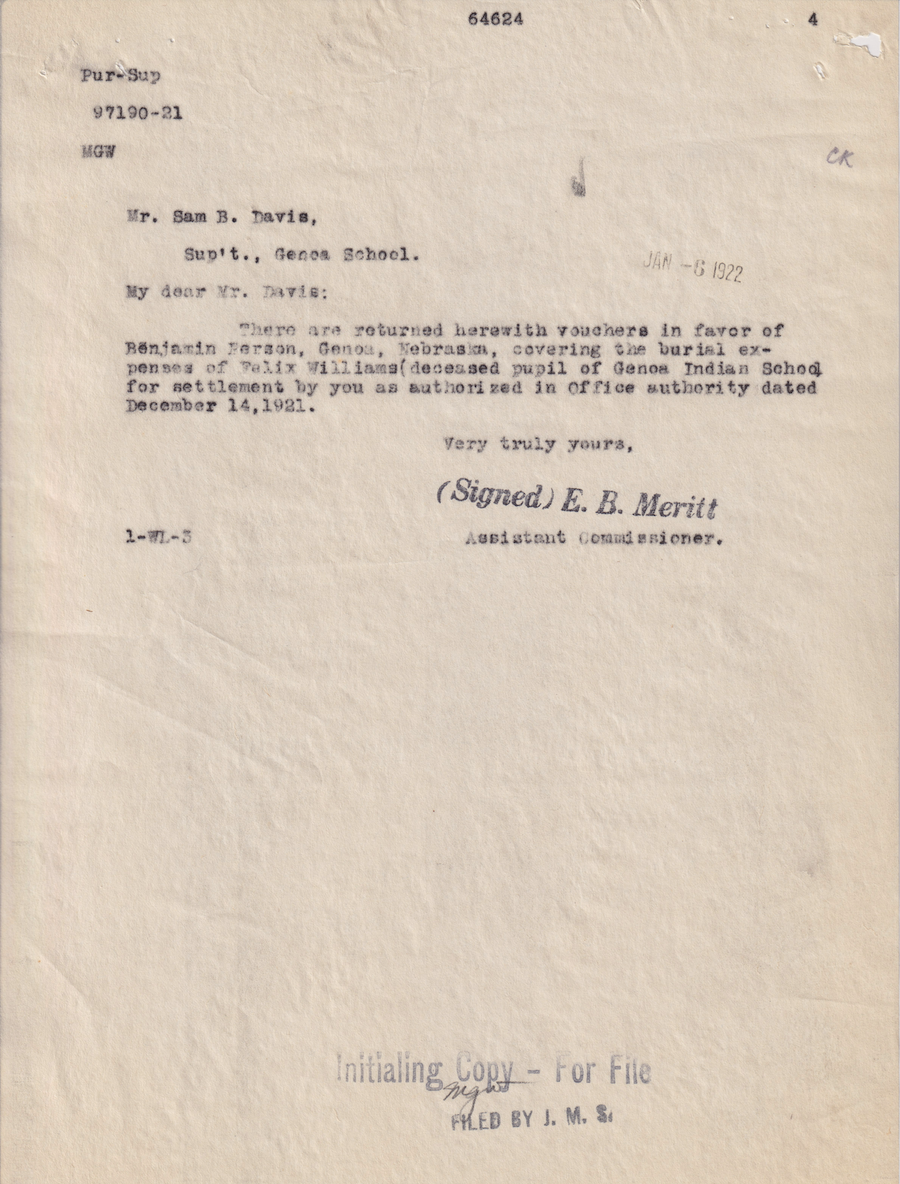 64624 4
Pur-Sup
97190-21
MGW
CK
Mr. Sam B. Davis,
Sup't., Genoa School.
JAN -6 1922
My dear Mr. Davis:
There are returned herewith vouchers in favor of
Benjamin Person, Genoa, Nebraska, covering the burial ex-
penses of Felix Williams(deceased pupil of Genoa Indian School
for settlement by you as authorized in Office authority dated
December 14,1921.
Very truly yours,
(Signed) E. B. Meritt
1-WL-3 Assistant Commissioner.
Initialing Copy - For File
mgw
FILED BY J. M. S.